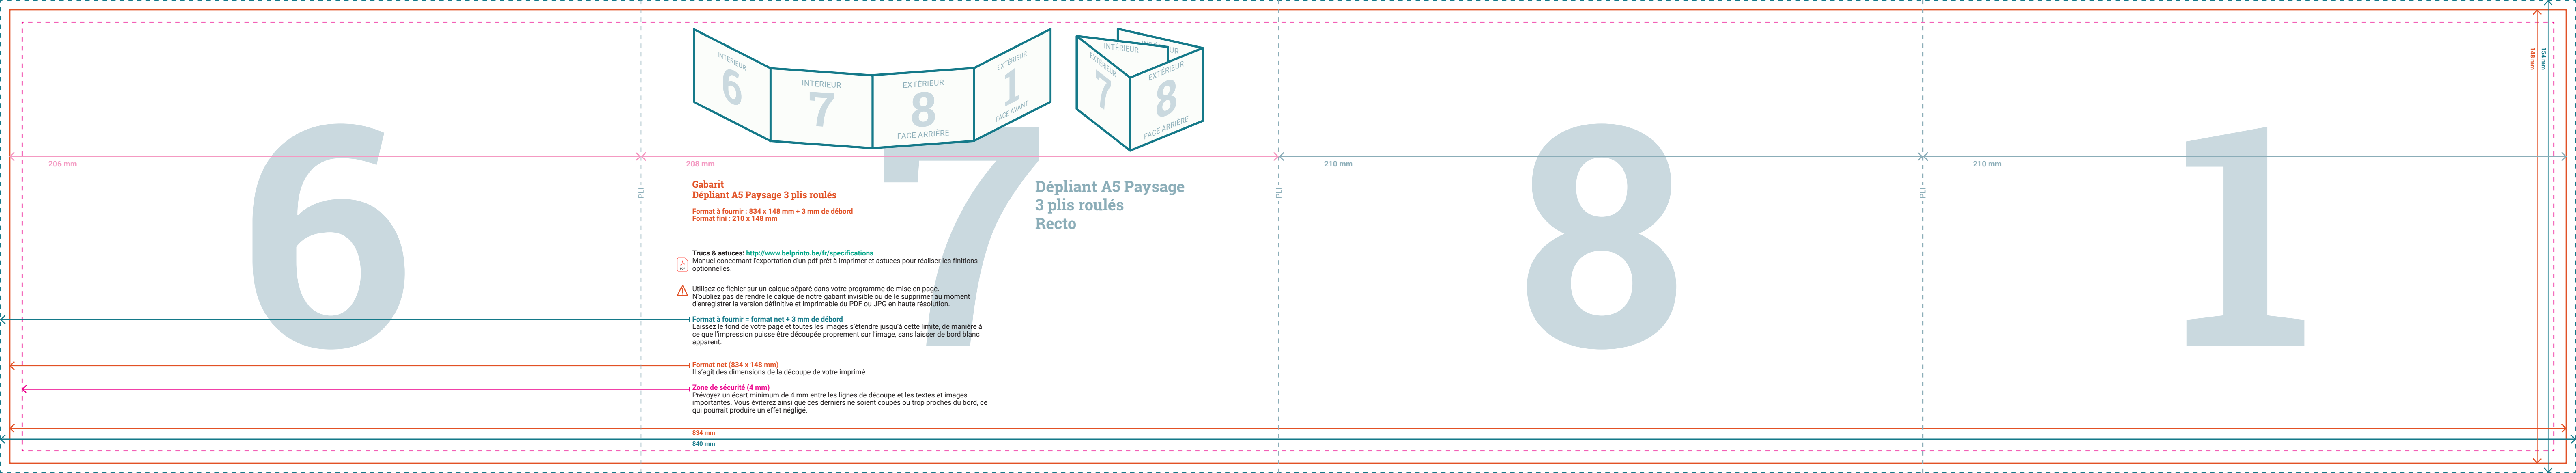 INTÉRIEUR
6
INTÉRIEUR
7
EXTÉRIEUR
8
FACE ARRIÈRE
EXTÉRIEUR
1
FACE AVANT
INTÉRIEUR
EXTÉRIEUR
7
EXTÉRIEUR
8
FACE ARRIÈRE
148 mm
154 mm
6
7
8
1
206 mm
208 mm
210 mm
210 mm
PLI
PLI
PLI
Gabarit
Dépliant A5 Paysage 3 plis roulés
Format à fournir : 834 x 148 mm + 3 mm de débord
Format fini : 210 x 148 mm
Dépliant A5 Paysage
3 plis roulés
Recto
Trucs & astuces: http://www.belprinto.be/fr/specifications
Manuel concernant l'exportation d'un pdf prêt à imprimer et astuces pour réaliser les finitions
optionnelles.
PDF
Utilisez ce fichier sur un calque séparé dans votre programme de mise en page.
N'oubliez pas de rendre le calque de notre gabarit invisible ou de le supprimer au moment
d'enregistrer la version définitive et imprimable du PDF ou JPG en haute résolution.
Format à fournir = format net + 3 mm de débord
Laissez le fond de votre page et toutes les images s'étendre jusqu'à cette limite, de manière à
ce que l'impression puisse être découpée proprement sur l'image, sans laisser de bord blanc
apparent.
Format net (834 x 148 mm)
Il s'agit des dimensions de la découpe de votre imprimé.
Zone de sécurité (4 mm)
Prévoyez un écart minimum de 4 mm entre les lignes de découpe et les textes et images
importantes. Vous éviterez ainsi que ces derniers ne soient coupés ou trop proches du bord, ce
qui pourrait produire un effet négligé.
834 mm
840 mm